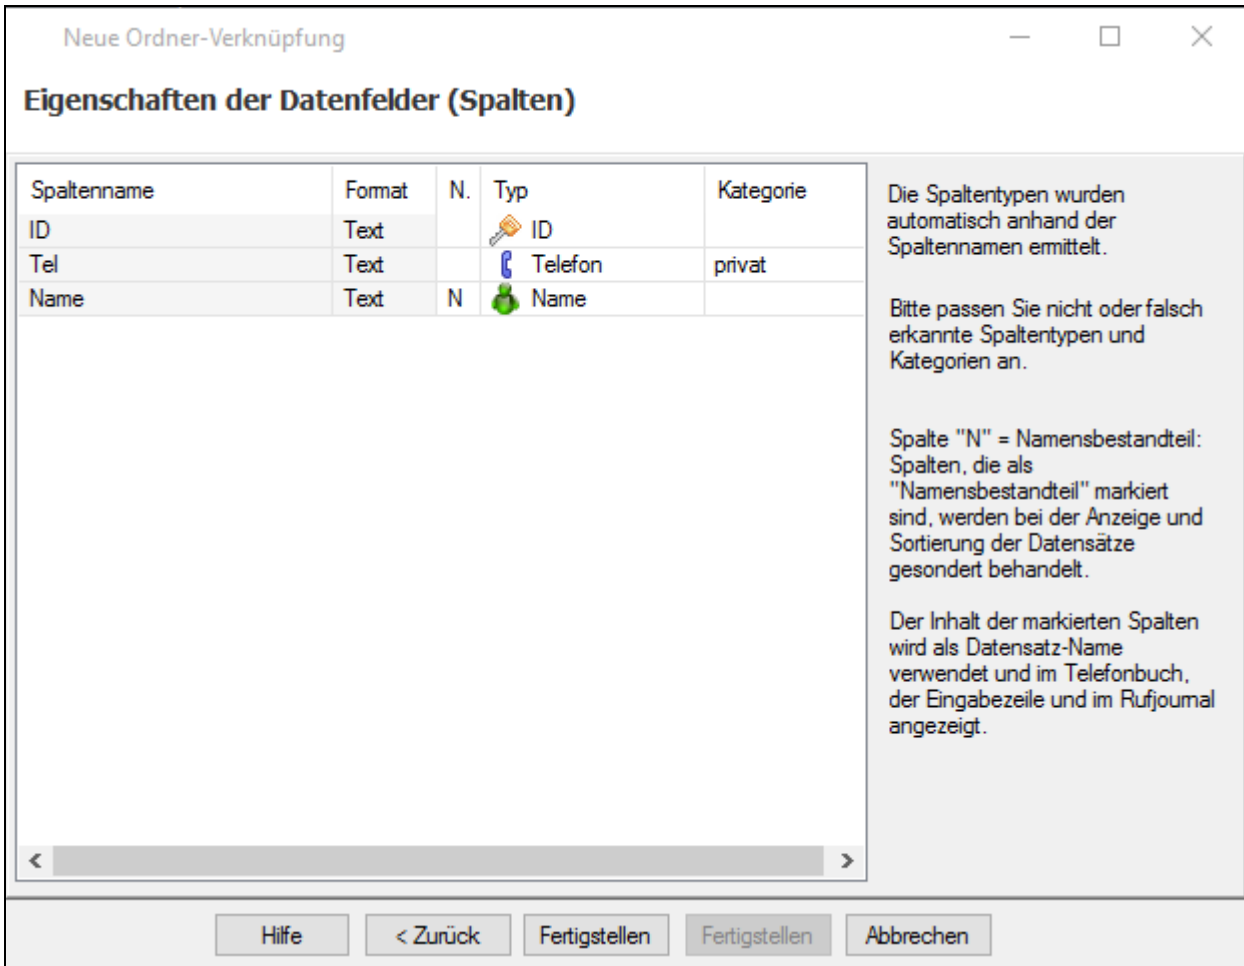 Neue Ordner-Verknüpfung
Eigenschaften der Datenfelder (Spalten)
Spaltenname Format N. Typ Kategorie
ID Text ID
Tel Text Telefon privat
Name Text N Name
Die Spaltentypen wurden
automatisch anhand der
Spaltennamen ermittelt.
Bitte passen Sie nicht oder falsch
erkannte Spaltentypen und
Kategorien an.
Spalte "N" = Namensbestandteil:
Spalten, die als
"Namensbestandteil" markiert
sind, werden bei der Anzeige und
Sortierung der Datensätze
gesondert behandelt.
Der Inhalt der markierten Spalten
wird als Datensatz-Name
verwendet und im Telefonbuch,
der Eingabezeile und im Rufjournal
angezeigt.
Hilfe < Zurück Fertigstellen Fertigstellen Abbrechen